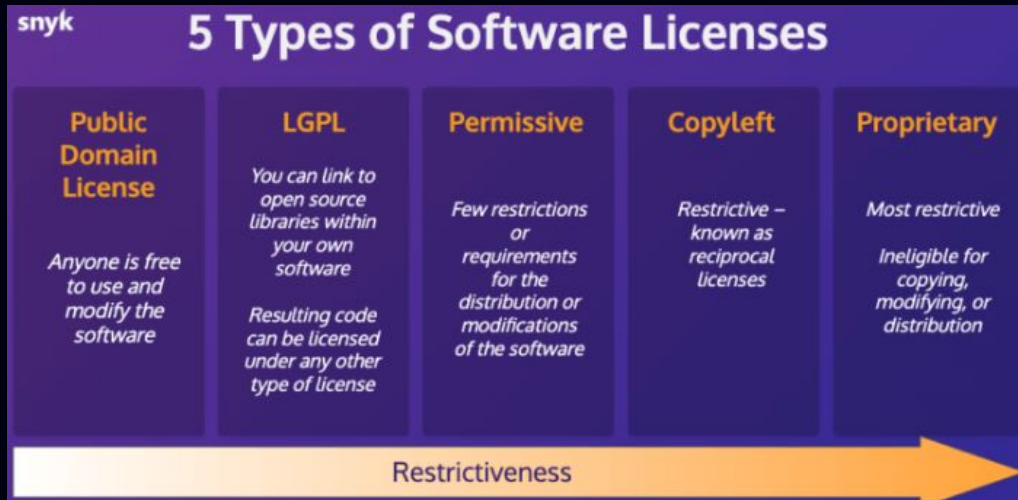 snyk
5 Types of Software Licenses
Public
Domain
License
Anyone is free
to use and
modify the
software
LGPL
You can link to
open source
libraries within
your own
software
Resulting code
can be licensed
under any other
type of license
Permissive
Few restrictions
or
requirements
for the
distribution or
modifications
of the software
Copyleft
Restrictive –
known as
reciprocal
licenses
Proprietary
Most restrictive
Ineligible for
copying,
modifying, or
distribution
Restrictiveness